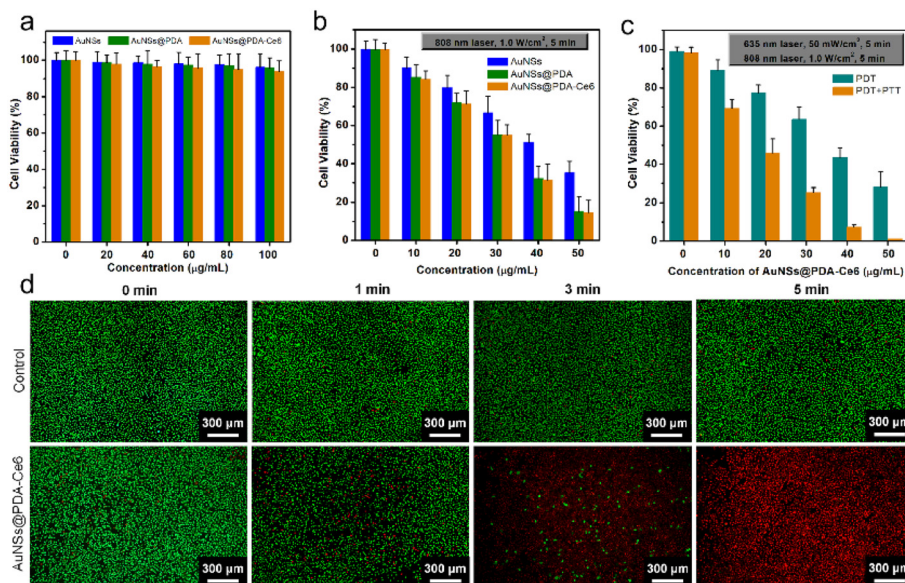 a
AuNSs AuNSs@PDA AuNSs@PDA-Ce6
Cell Viability (%)
100
80
60
40
20
0
0 20 40 60 80 100
Concentration (μg/mL)
b
808 nm laser, 1.0 W/cm², 5 min
AuNSs
AuNSs@PDA
AuNSs@PDA-Ce6
Cell Viability (%)
100
80
60
40
20
0
0 10 20 30 40 50
Concentration (μg/mL)
c
635 nm laser, 50 mW/cm², 5 min
808 nm laser, 1.0 W/cm², 5 min
PDT
PDT+PTT
Cell Viability (%)
100
80
60
40
20
0
0 10 20 30 40 50
Concentration of AuNSs@PDA-Ce6 (μg/mL)
d
0 min 1 min 3 min 5 min
Control
300 μm 300 μm 300 μm 300 μm
AuNSs@PDA-Ce6
300 μm 300 μm 300 μm 300 μm